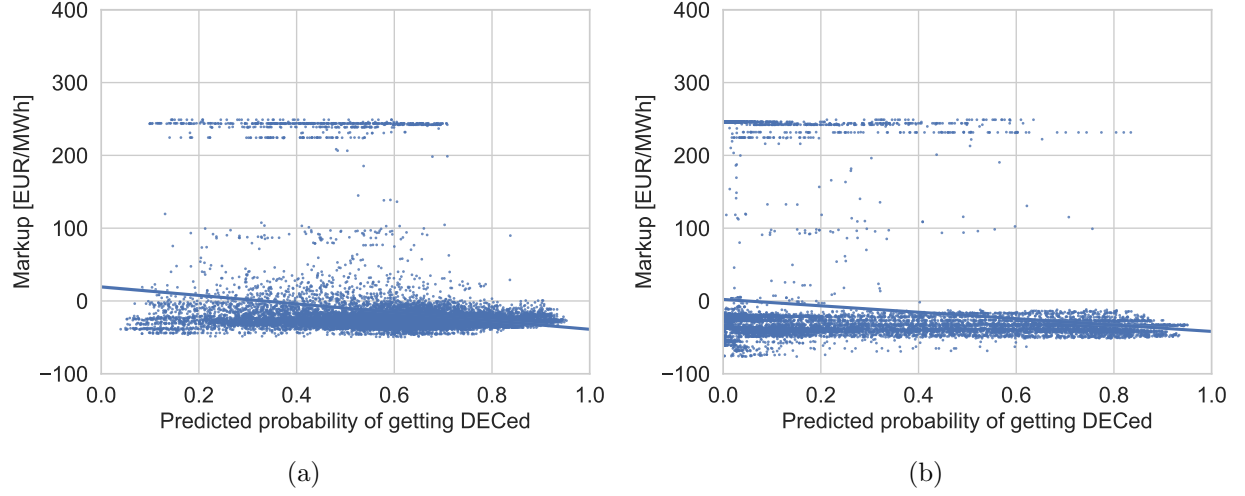 400
300
200
100
0
−100
Markup [EUR/MWh]
0.0 0.2 0.4 0.6 0.8 1.0
Predicted probability of getting DECed
(a)
400
300
200
100
0
−100
Markup [EUR/MWh]
0.0 0.2 0.4 0.6 0.8 1.0
Predicted probability of getting DECed
(b)